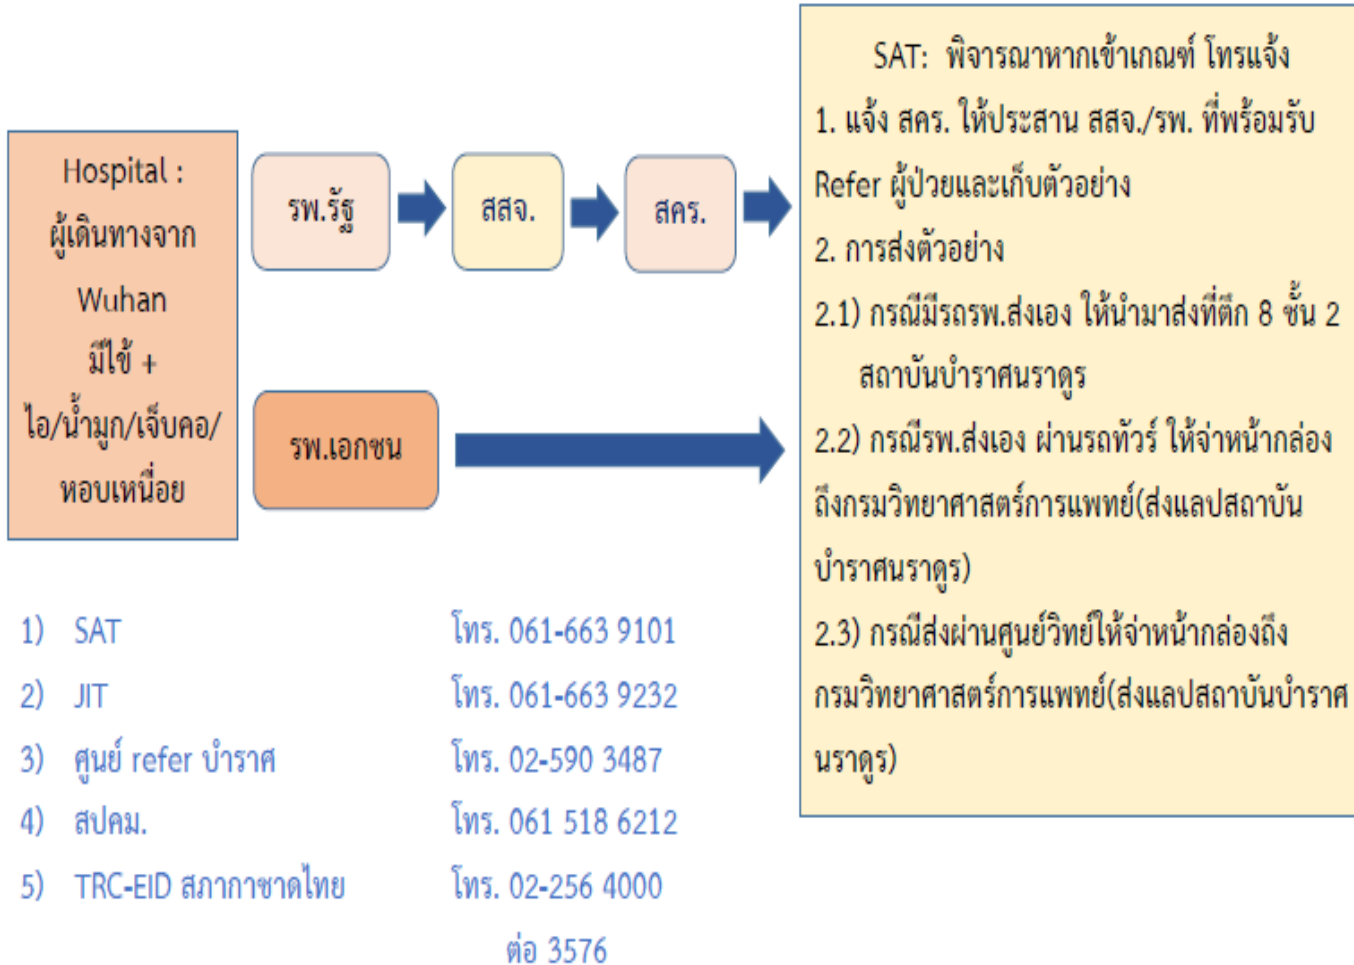 Hospital :
ผู้เดินทางจาก
Wuhan
มีไข้ +
ไอ/น้ำมูก/เจ็บคอ/
หอบเหนื่อย
รพ.รัฐ
สสจ.
สคร.
รพ.เอกชน
SAT: พิจารณาหากเข้าเกณฑ์ โทรแจ้ง
1. แจ้ง สคร. ให้ประสาน สสจ./รพ. ที่พร้อมรับ
Refer ผู้ป่วยและเก็บตัวอย่าง
2. การส่งตัวอย่าง
2.1) กรณีมีรถรพ.ส่งเอง ให้นำมาส่งที่ตึก 8 ชั้น 2
สถาบันบำราศนราดูร
2.2) กรณีรพ.ส่งเอง ผ่านรถทัวร์ ให้จ่าหน้ากล่อง
ถึงกรมวิทยาศาสตร์การแพทย์(ส่งแลปสถาบัน
บำราศนราดูร)
2.3) กรณีส่งผ่านศูนย์วิทย์ให้จ่าหน้ากล่องถึง
กรมวิทยาศาสตร์การแพทย์(ส่งแลปสถาบันบำราศ
นราดูร)
1) SAT โทร. 061-663 9101
2) JIT โทร. 061-663 9232
3) ศูนย์ refer บำราศ โทร. 02-590 3487
4) สปคม. โทร. 061 518 6212
5) TRC-EID สภากาชาดไทย โทร. 02-256 4000
ต่อ 3576